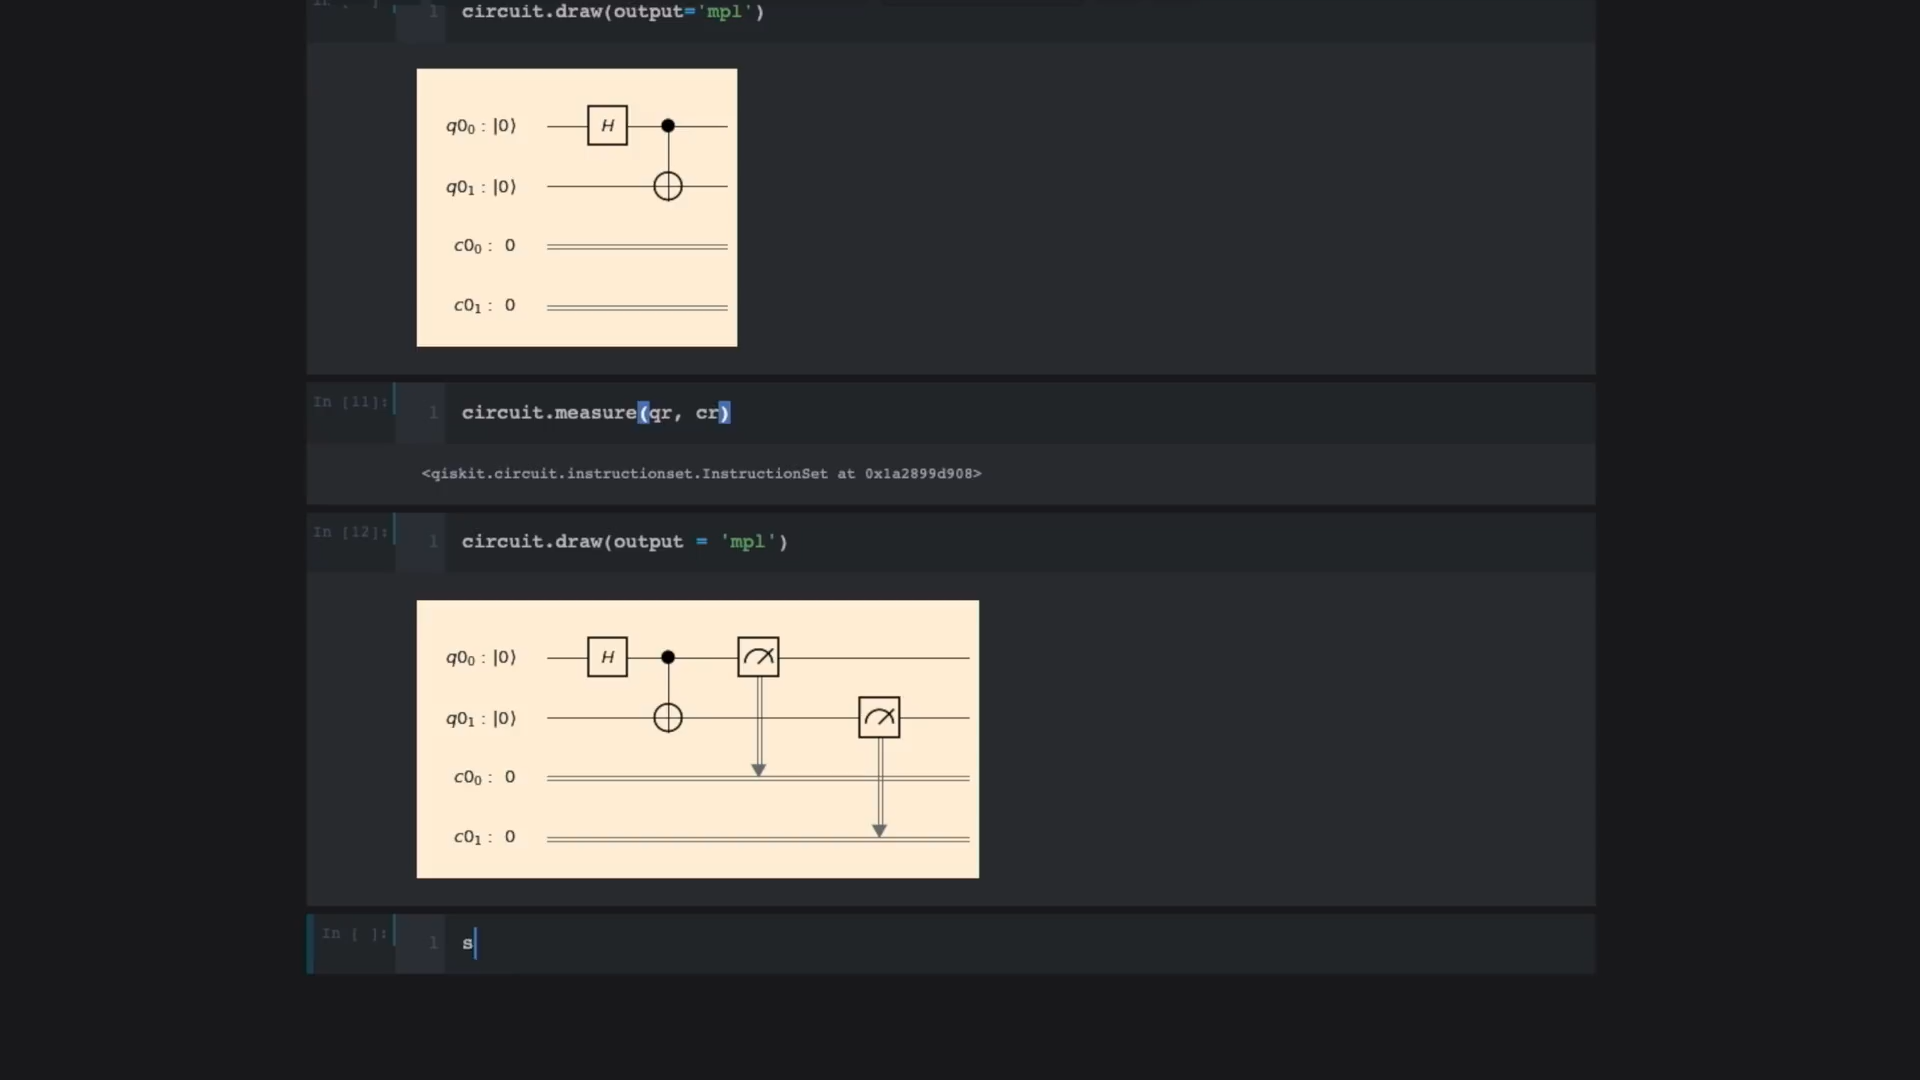 1 circuit.draw(output='mpl')
q0₀ : |0⟩ H
q0₁ : |0⟩
c0₀ : 0
c0₁ : 0
In [11]: 1 circuit.measure(qr, cr)
<qiskit.circuit.instructionset.InstructionSet at 0x1a2899d908>
In [12]: 1 circuit.draw(output = 'mpl')
q0₀ : |0⟩ H
q0₁ : |0⟩
c0₀ : 0
c0₁ : 0
In [ ]: 1 s